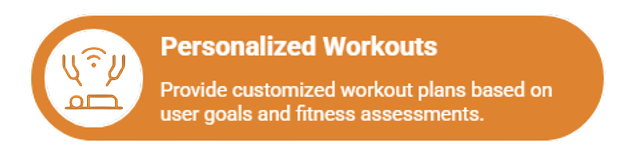 Personalized Workouts
Provide customized workout plans based on
user goals and fitness assessments.